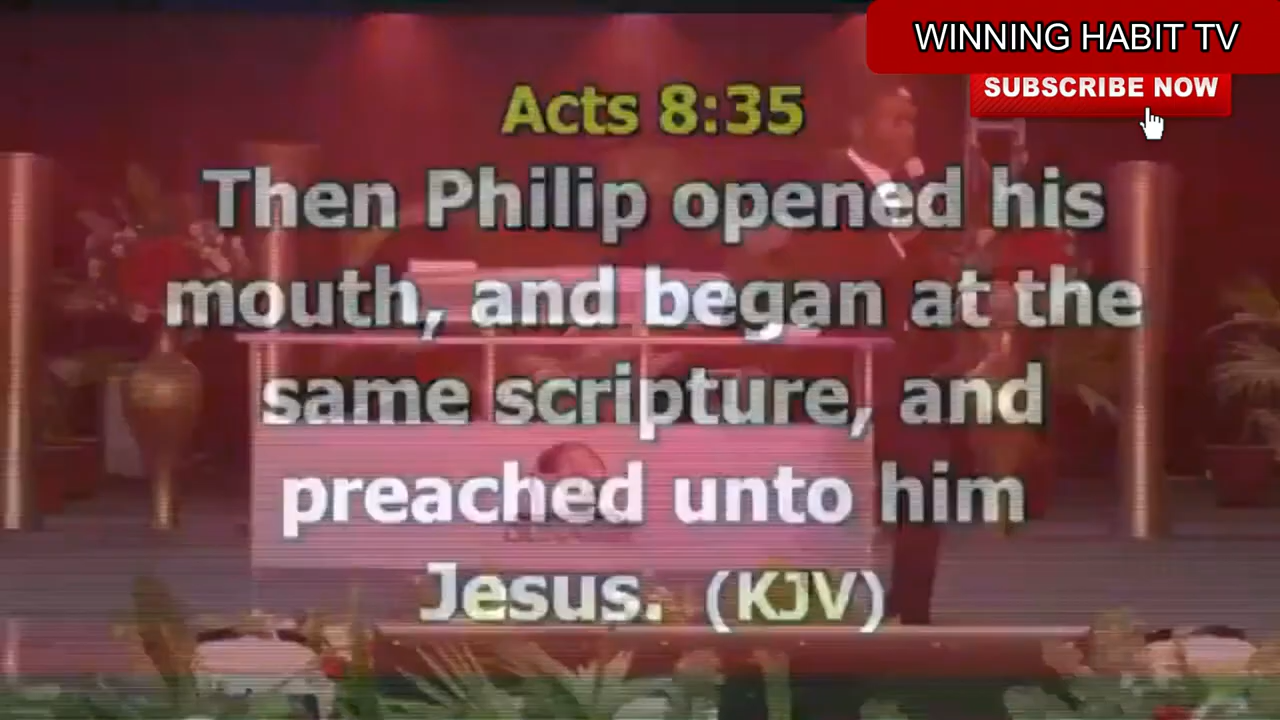 WINNING HABIT TV
SUBSCRIBE NOW
Acts 8:35
Then Philip opened his
mouth, and began at the
same scripture, and
preached unto him
Jesus. (KJV)